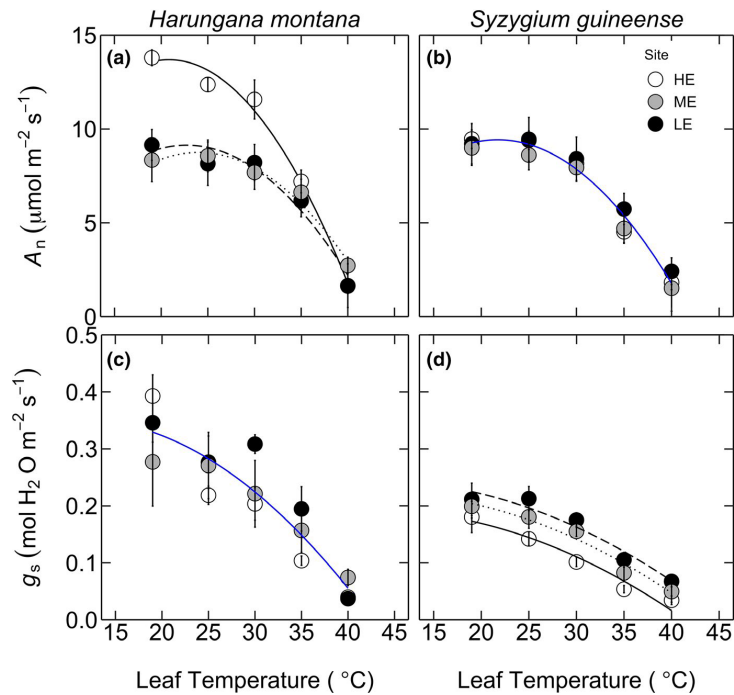 Harungana montana
Syzygium guineense
15
10
5
0
An (μmol m−2 s−1)
(a)
(b)
Site
HE
ME
LE
0.5
0.4
0.3
0.2
0.1
0.0
gs (mol H2 O m−2 s−1)
(c)
(d)
15 20 25 30 35 40 45
15 20 25 30 35 40 45
Leaf Temperature ( °C)
Leaf Temperature ( °C)